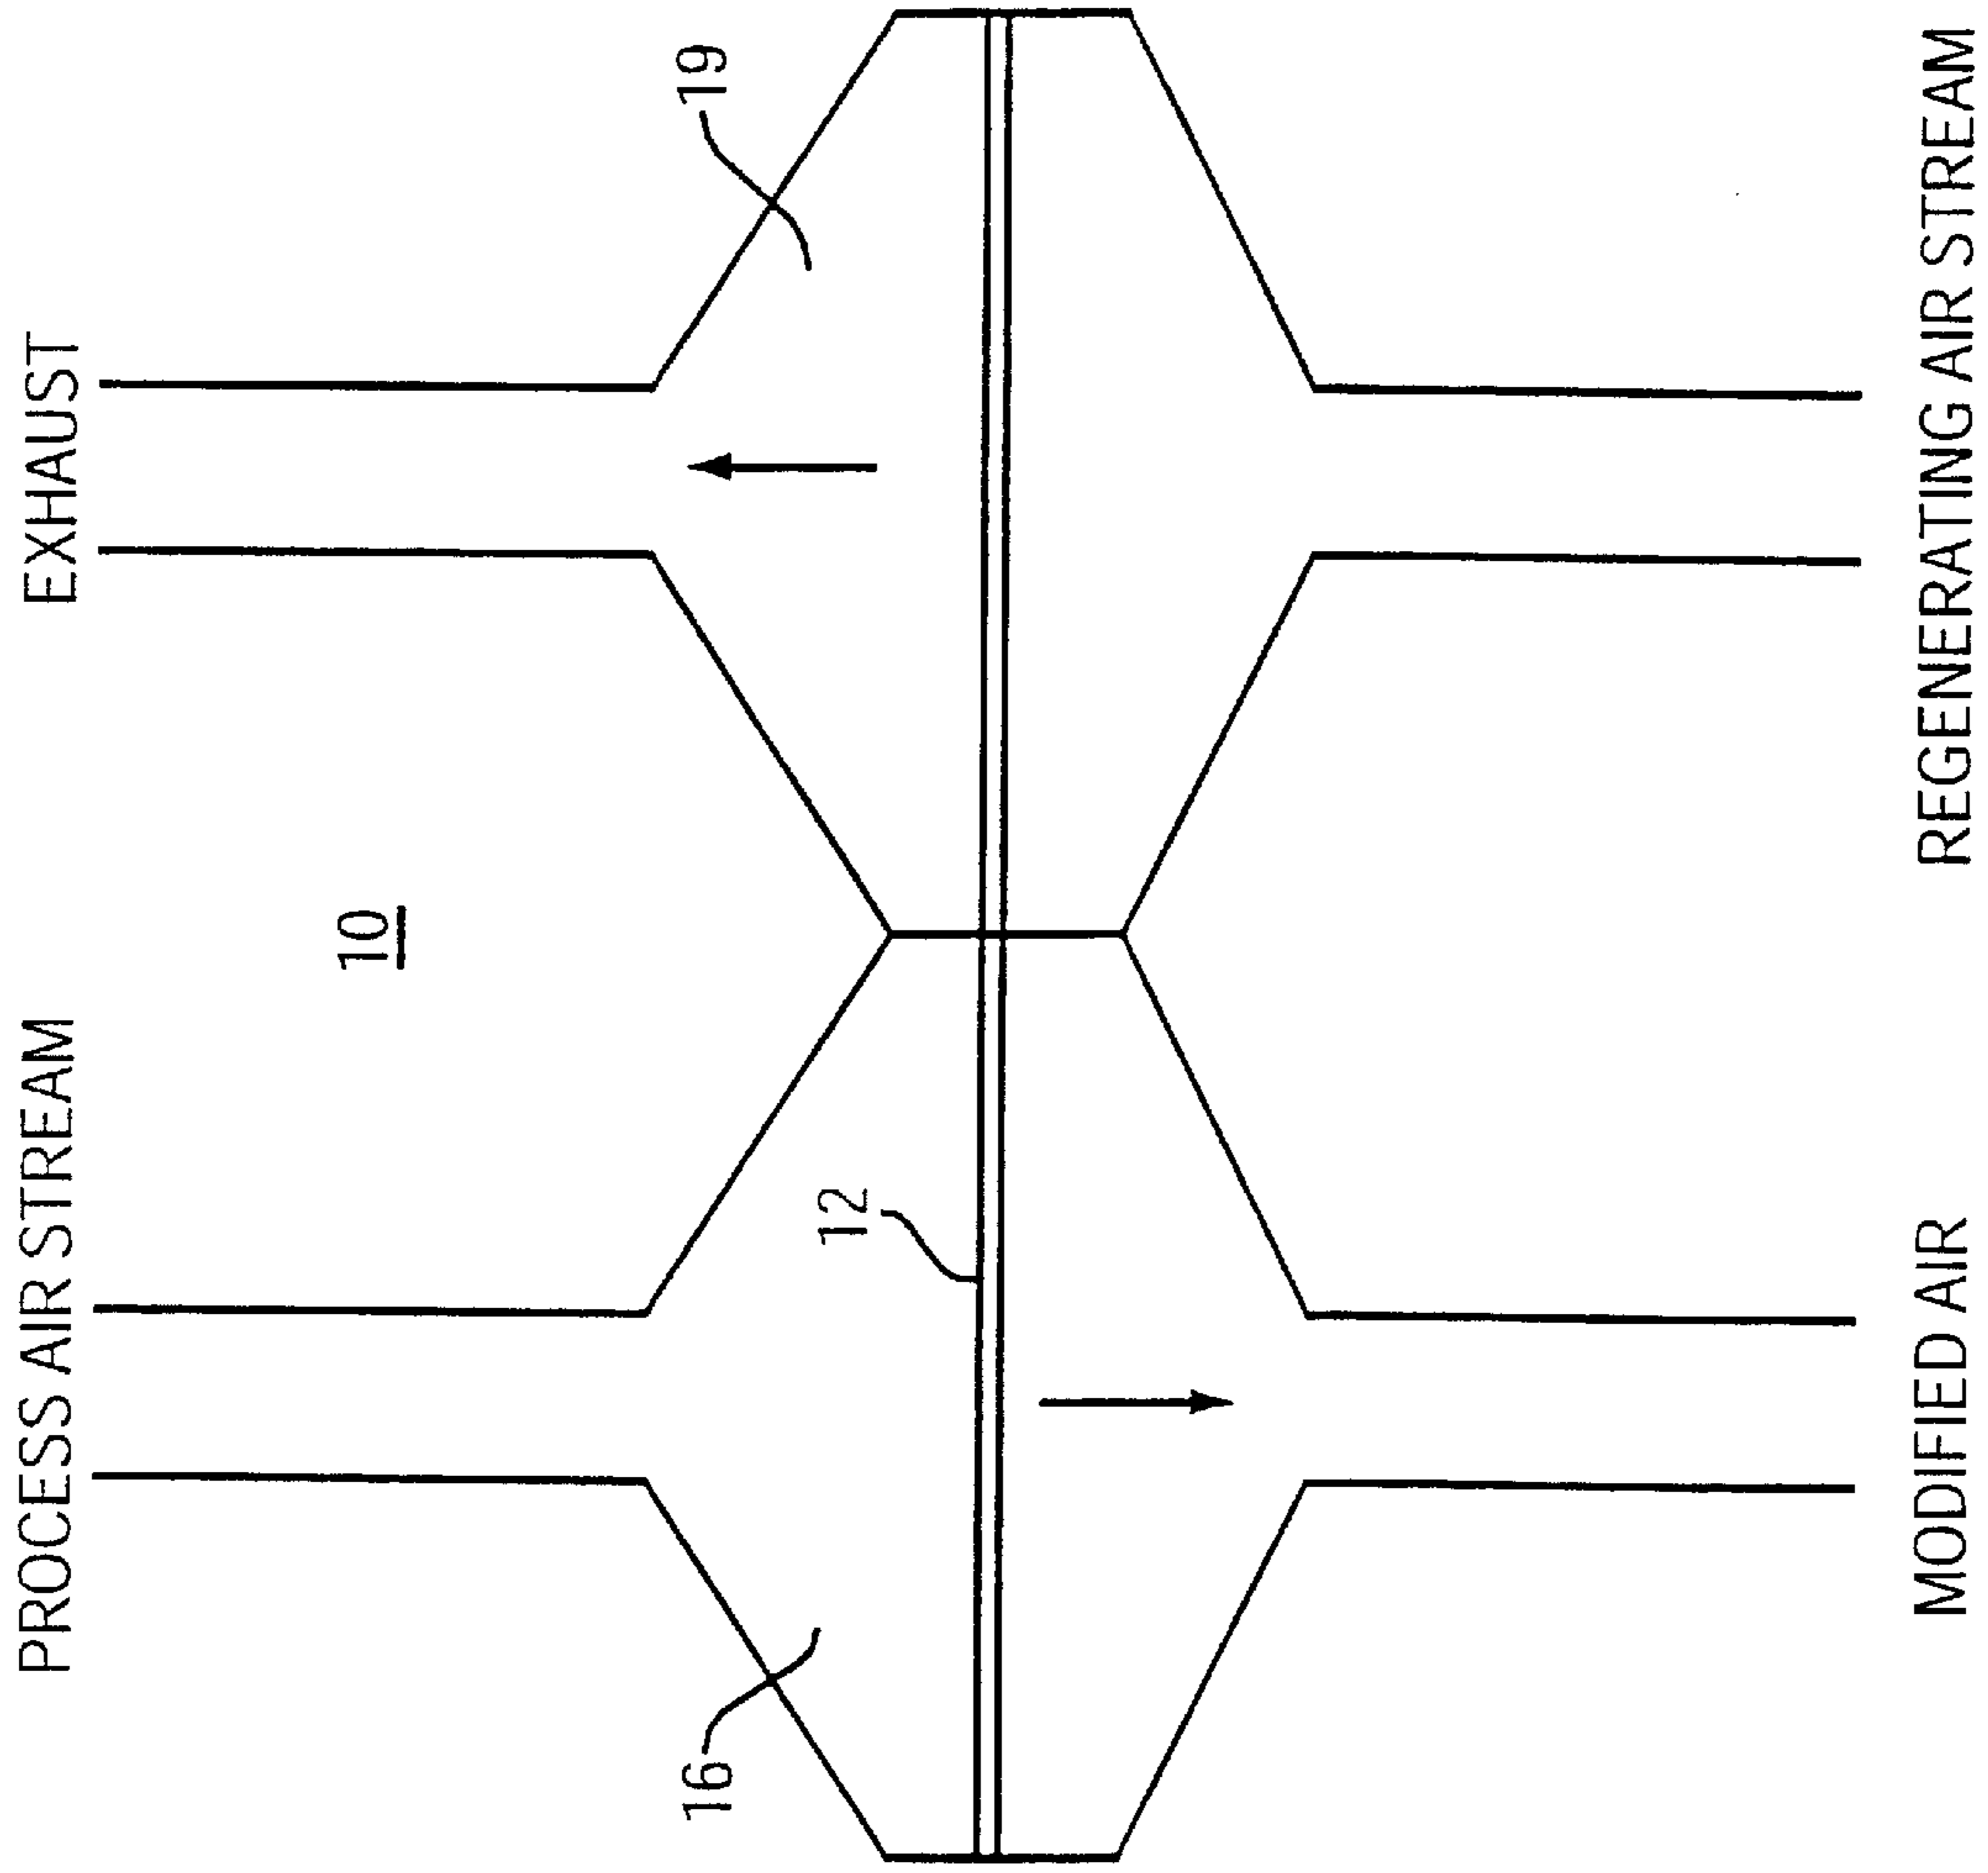 PROCESS AIR STREAM
EXHAUST
10
16
12
19
MODIFIED AIR
REGENERATING AIR STREAM